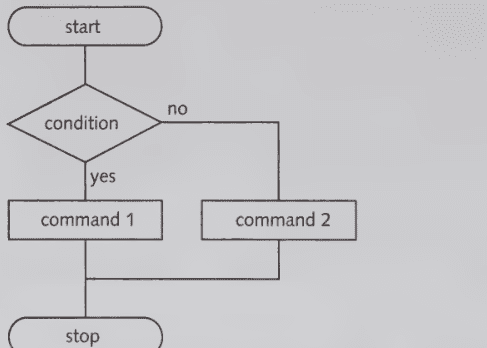 start
condition
no
yes
command 1
command 2
stop